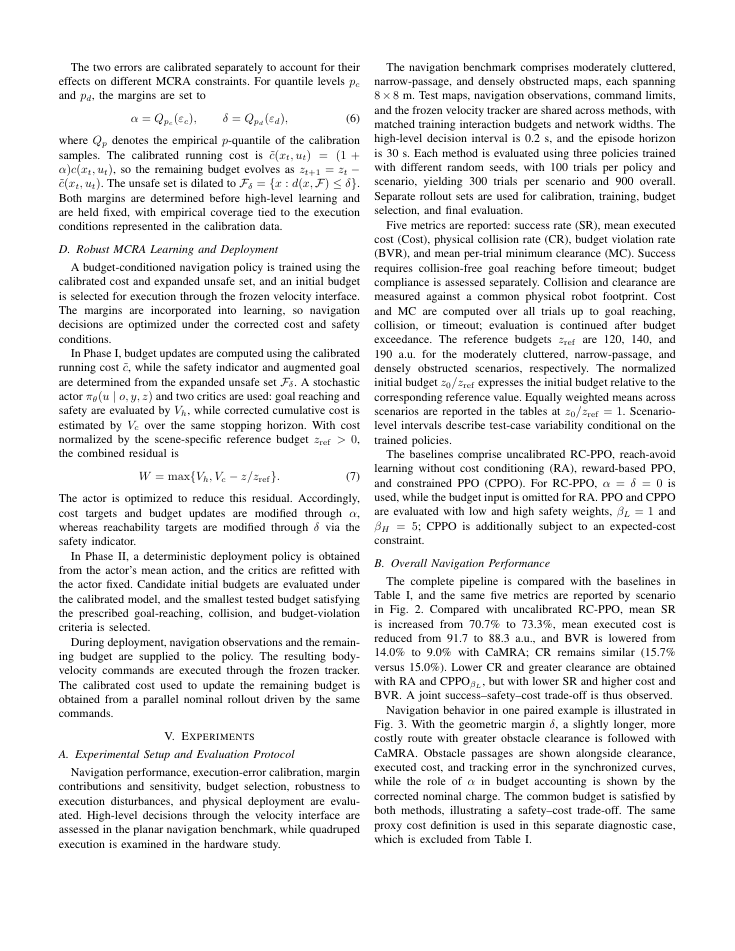 The two errors are calibrated separately to account for their
effects on different MCRA constraints. For quantile levels p_c
and p_d, the margins are set to
α = Q_{p_c}(ε_c), δ = Q_{p_d}(ε_d), (6)
where Q_p denotes the empirical p-quantile of the calibration
samples. The calibrated running cost is c̃(x_t, u_t) = (1 +
α)c(x_t, u_t), so the remaining budget evolves as z_{t+1} = z_t −
c̃(x_t, u_t). The unsafe set is dilated to F_δ = {x : d(x, F) ≤ δ}.
Both margins are determined before high-level learning and
are held fixed, with empirical coverage tied to the execution
conditions represented in the calibration data.
D. Robust MCRA Learning and Deployment
A budget-conditioned navigation policy is trained using the
calibrated cost and expanded unsafe set, and an initial budget
is selected for execution through the frozen velocity interface.
The margins are incorporated into learning, so navigation
decisions are optimized under the corrected cost and safety
conditions.
In Phase I, budget updates are computed using the calibrated
running cost c̃, while the safety indicator and augmented goal
are determined from the expanded unsafe set F_δ. A stochastic
actor π_θ(u | o, y, z) and two critics are used: goal reaching and
safety are evaluated by V_h, while corrected cumulative cost is
estimated by V_c over the same stopping horizon. With cost
normalized by the scene-specific reference budget z_ref > 0,
the combined residual is
W = max{V_h, V_c − z/z_ref}. (7)
The actor is optimized to reduce this residual. Accordingly,
cost targets and budget updates are modified through α,
whereas reachability targets are modified through δ via the
safety indicator.
In Phase II, a deterministic deployment policy is obtained
from the actor's mean action, and the critics are refitted with
the actor fixed. Candidate initial budgets are evaluated under
the calibrated model, and the smallest tested budget satisfying
the prescribed goal-reaching, collision, and budget-violation
criteria is selected.
During deployment, navigation observations and the remain-
ing budget are supplied to the policy. The resulting body-
velocity commands are executed through the frozen tracker.
The calibrated cost used to update the remaining budget is
obtained from a parallel nominal rollout driven by the same
commands.
V. EXPERIMENTS
A. Experimental Setup and Evaluation Protocol
Navigation performance, execution-error calibration, margin
contributions and sensitivity, budget selection, robustness to
execution disturbances, and physical deployment are evalu-
ated. High-level decisions through the velocity interface are
assessed in the planar navigation benchmark, while quadruped
execution is examined in the hardware study.
The navigation benchmark comprises moderately cluttered,
narrow-passage, and densely obstructed maps, each spanning
8 × 8 m. Test maps, navigation observations, command limits,
and the frozen velocity tracker are shared across methods, with
matched training interaction budgets and network widths. The
high-level decision interval is 0.2 s, and the episode horizon
is 30 s. Each method is evaluated using three policies trained
with different random seeds, with 100 trials per policy and
scenario, yielding 300 trials per scenario and 900 overall.
Separate rollout sets are used for calibration, training, budget
selection, and final evaluation.
Five metrics are reported: success rate (SR), mean executed
cost (Cost), physical collision rate (CR), budget violation rate
(BVR), and mean per-trial minimum clearance (MC). Success
requires collision-free goal reaching before timeout; budget
compliance is assessed separately. Collision and clearance are
measured against a common physical robot footprint. Cost
and MC are computed over all trials up to goal reaching,
collision, or timeout; evaluation is continued after budget
exceedance. The reference budgets z_ref are 120, 140, and
190 a.u. for the moderately cluttered, narrow-passage, and
densely obstructed scenarios, respectively. The normalized
initial budget z_0/z_ref expresses the initial budget relative to the
corresponding reference value. Equally weighted means across
scenarios are reported in the tables at z_0/z_ref = 1. Scenario-
level intervals describe test-case variability conditional on the
trained policies.
The baselines comprise uncalibrated RC-PPO, reach-avoid
learning without cost conditioning (RA), reward-based PPO,
and constrained PPO (CPPO). For RC-PPO, α = δ = 0 is
used, while the budget input is omitted for RA. PPO and CPPO
are evaluated with low and high safety weights, β_L = 1 and
β_H = 5; CPPO is additionally subject to an expected-cost
constraint.
B. Overall Navigation Performance
The complete pipeline is compared with the baselines in
Table I, and the same five metrics are reported by scenario
in Fig. 2. Compared with uncalibrated RC-PPO, mean SR
is increased from 70.7% to 73.3%, mean executed cost is
reduced from 91.7 to 88.3 a.u., and BVR is lowered from
14.0% to 9.0% with CaMRA; CR remains similar (15.7%
versus 15.0%). Lower CR and greater clearance are obtained
with RA and CPPO_{β_L}, but with lower SR and higher cost and
BVR. A joint success–safety–cost trade-off is thus observed.
Navigation behavior in one paired example is illustrated in
Fig. 3. With the geometric margin δ, a slightly longer, more
costly route with greater obstacle clearance is followed with
CaMRA. Obstacle passages are shown alongside clearance,
executed cost, and tracking error in the synchronized curves,
while the role of α in budget accounting is shown by the
corrected nominal charge. The common budget is satisfied by
both methods, illustrating a safety–cost trade-off. The same
proxy cost definition is used in this separate diagnostic case,
which is excluded from Table I.